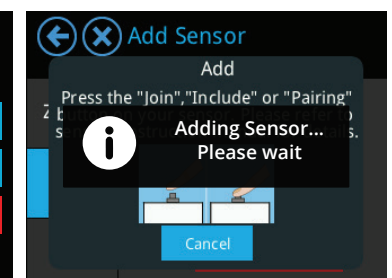 Add Sensor
Add
Press the "Join","Include" or "Pairing"
Adding Sensor...
Please wait
Cancel